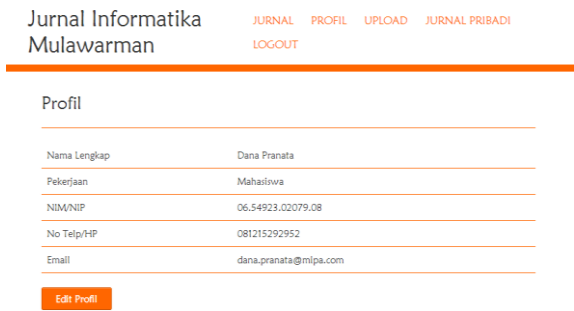 Jurnal Informatika
Mulawarman
JURNAL PROFIL UPLOAD JURNAL PRIBADI
LOGOUT
Profil
Nama Lengkap Dana Pranata
Pekerjaan Mahasiswa
NIM/NIP 06.54923.02079.08
No Telp/HP 081215292952
Email dana.pranata@mipa.com
Edit Profil